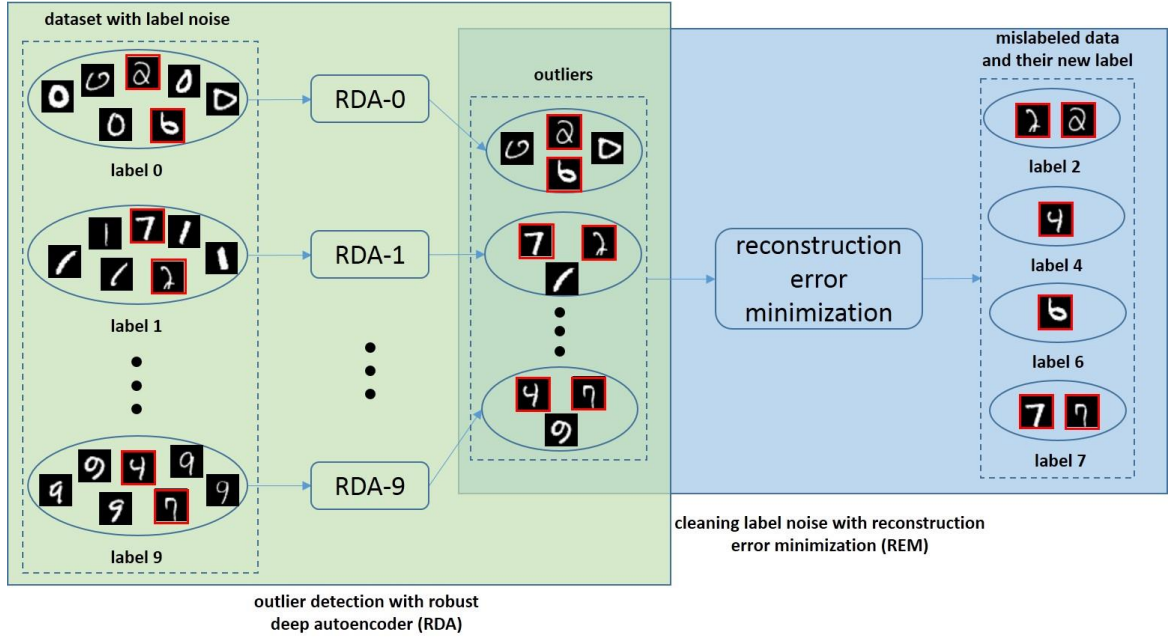 dataset with label noise
label 0
label 1
label 9
RDA-0
RDA-1
RDA-9
outliers
reconstruction
error
minimization
mislabeled data
and their new label
label 2
label 4
label 6
label 7
cleaning label noise with reconstruction
error minimization (REM)
outlier detection with robust
deep autoencoder (RDA)